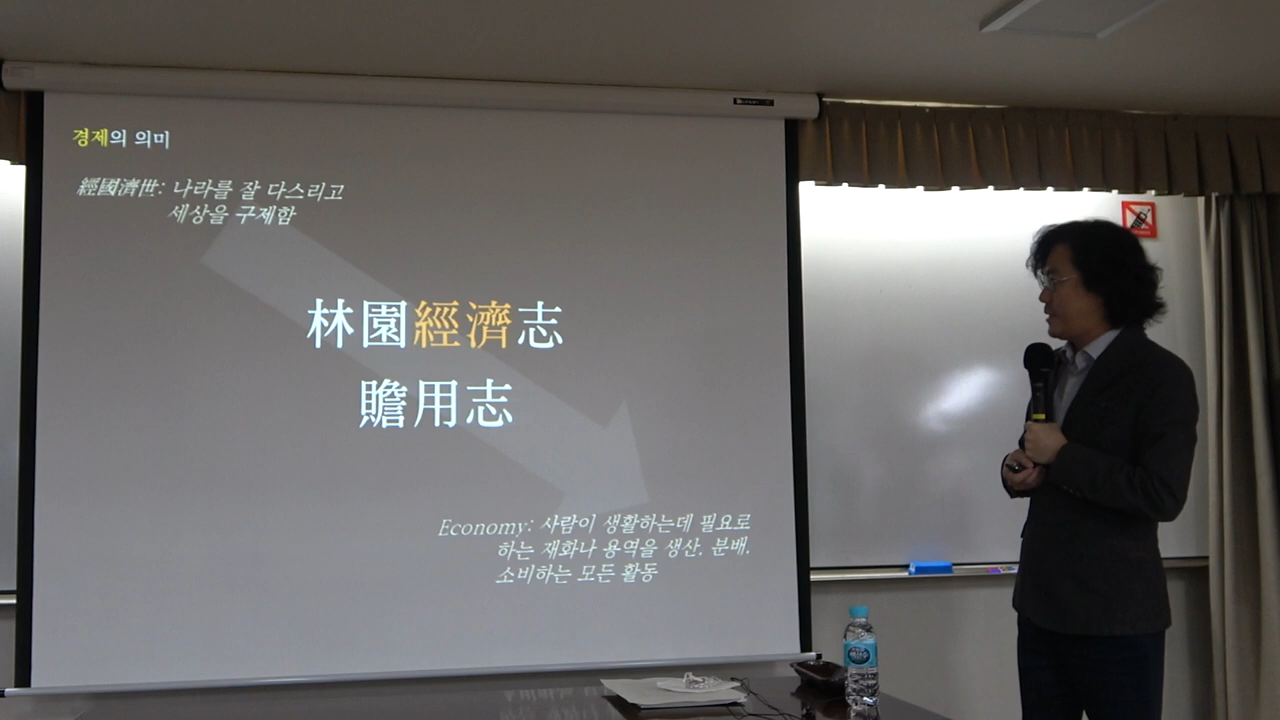 경제의 의미
經國濟世: 나라를 잘 다스리고
세상을 구제함
林園經濟志
贍用志
Economy: 사람이 생활하는데 필요로
하는 재화나 용역을 생산, 분배,
소비하는 모든 활동